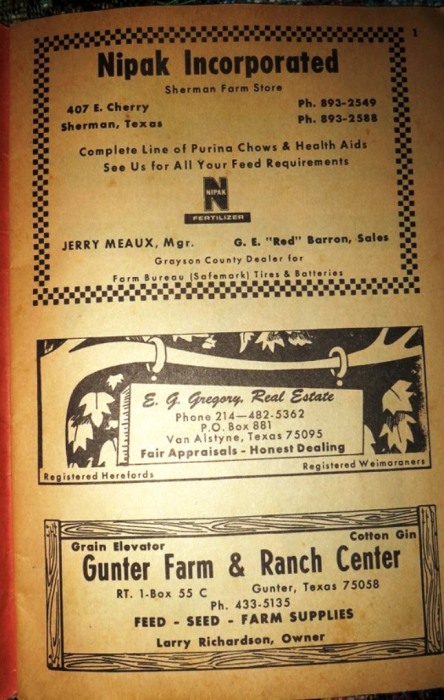 1
Nipak Incorporated
Sherman Farm Store
407 E. Cherry Ph. 893-2549
Sherman, Texas Ph. 893-2588
Complete Line of Purina Chows & Health Aids
See Us for All Your Feed Requirements
N
NIPAK
FERTILIZER
JERRY MEAUX, Mgr. G. E. "Red" Barron, Sales
Grayson County Dealer for
Farm Bureau (Safemark) Tires & Batteries
E. G. Gregory, Real Estate
Phone 214—482-5362
P.O. Box 881
Van Alstyne, Texas 75095
Fair Appraisals - Honest Dealing
Registered Herefords Registered Weimaraners
Grain Elevator Cotton Gin
Gunter Farm & Ranch Center
RT. 1-Box 55 C Gunter, Texas 75058
Ph. 433-5135
FEED - SEED - FARM SUPPLIES
Larry Richardson, Owner